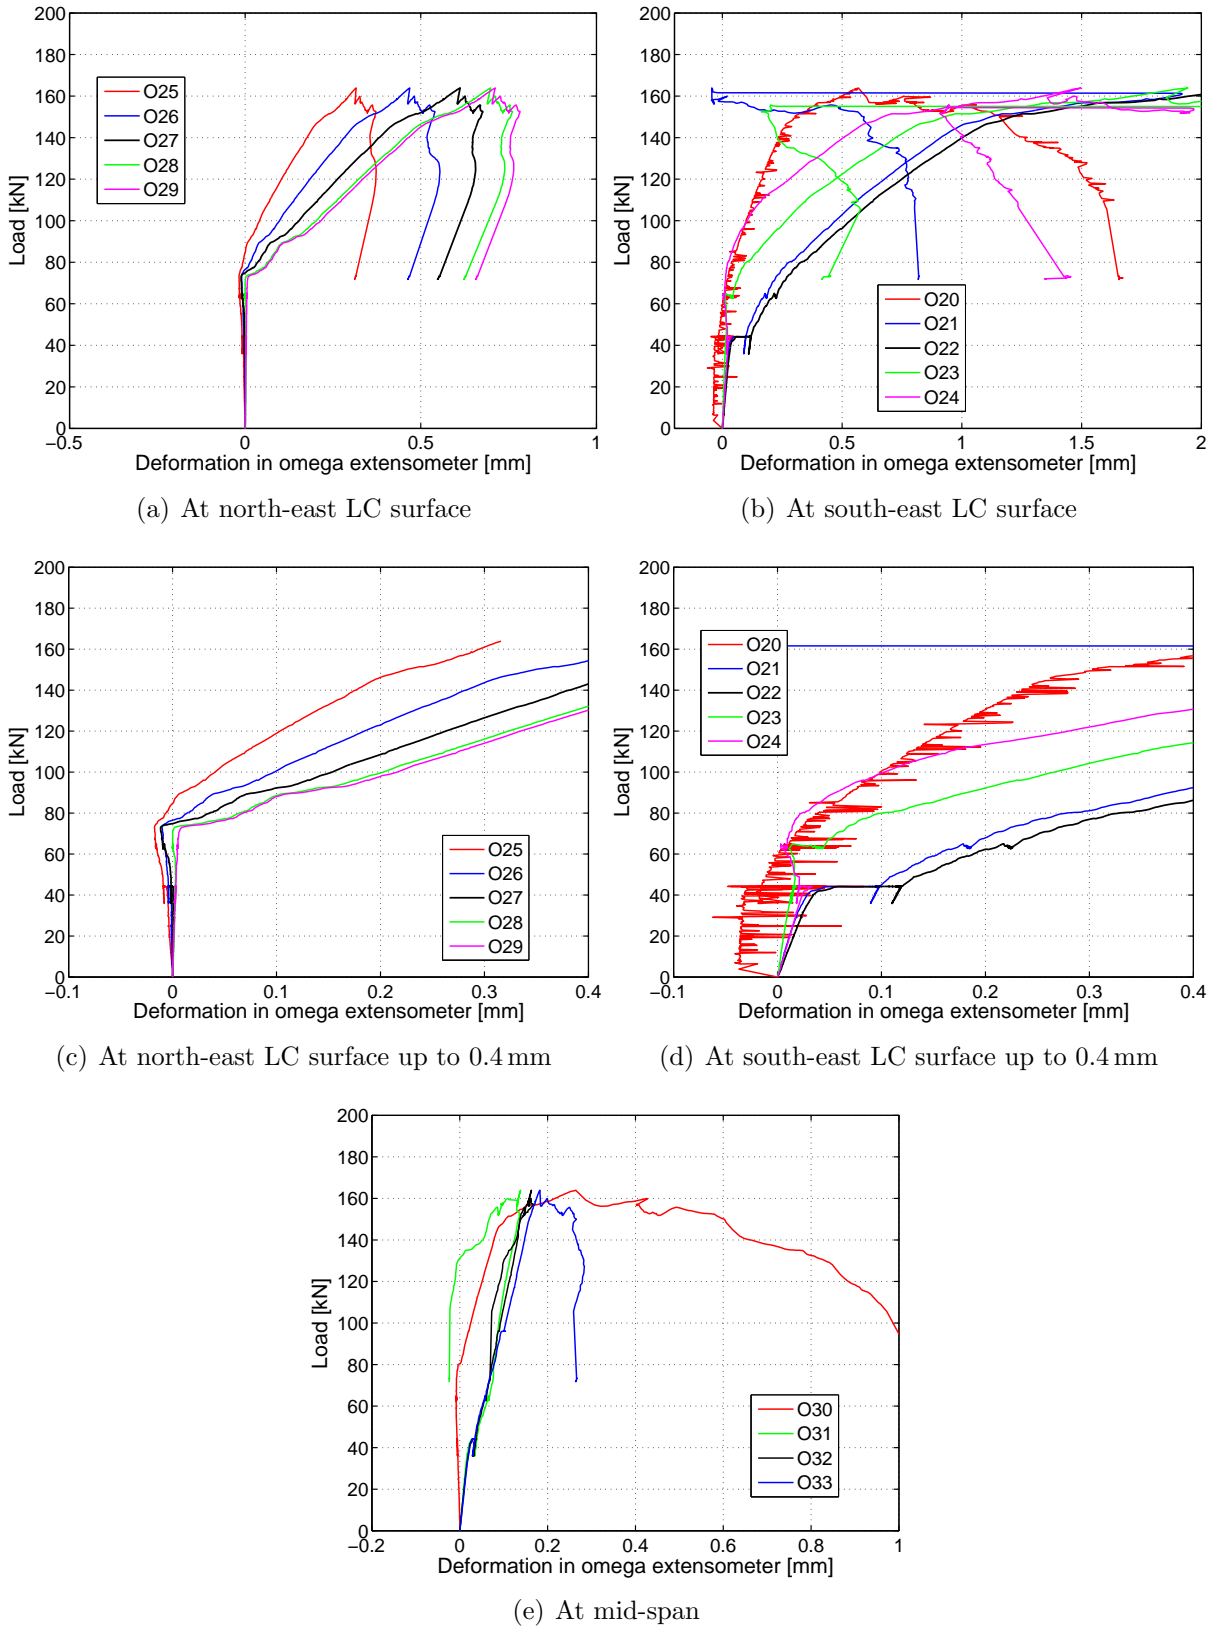 200
180
160
140
120
100
80
60
40
20
0
Load [kN]
O25
O26
O27
O28
O29
−0.5 0 0.5 1
Deformation in omega extensometer [mm]
(a) At north-east LC surface
200
180
160
140
120
100
80
60
40
20
0
Load [kN]
O20
O21
O22
O23
O24
0 0.5 1 1.5 2
Deformation in omega extensometer [mm]
(b) At south-east LC surface
200
180
160
140
120
100
80
60
40
20
0
Load [kN]
O25
O26
O27
O28
O29
−0.1 0 0.1 0.2 0.3 0.4
Deformation in omega extensometer [mm]
(c) At north-east LC surface up to 0.4 mm
200
180
160
140
120
100
80
60
40
20
0
Load [kN]
O20
O21
O22
O23
O24
−0.1 0 0.1 0.2 0.3 0.4
Deformation in omega extensometer [mm]
(d) At south-east LC surface up to 0.4 mm
200
180
160
140
120
100
80
60
40
20
0
Load [kN]
O30
O31
O32
O33
−0.2 0 0.2 0.4 0.6 0.8 1
Deformation in omega extensometer [mm]
(e) At mid-span